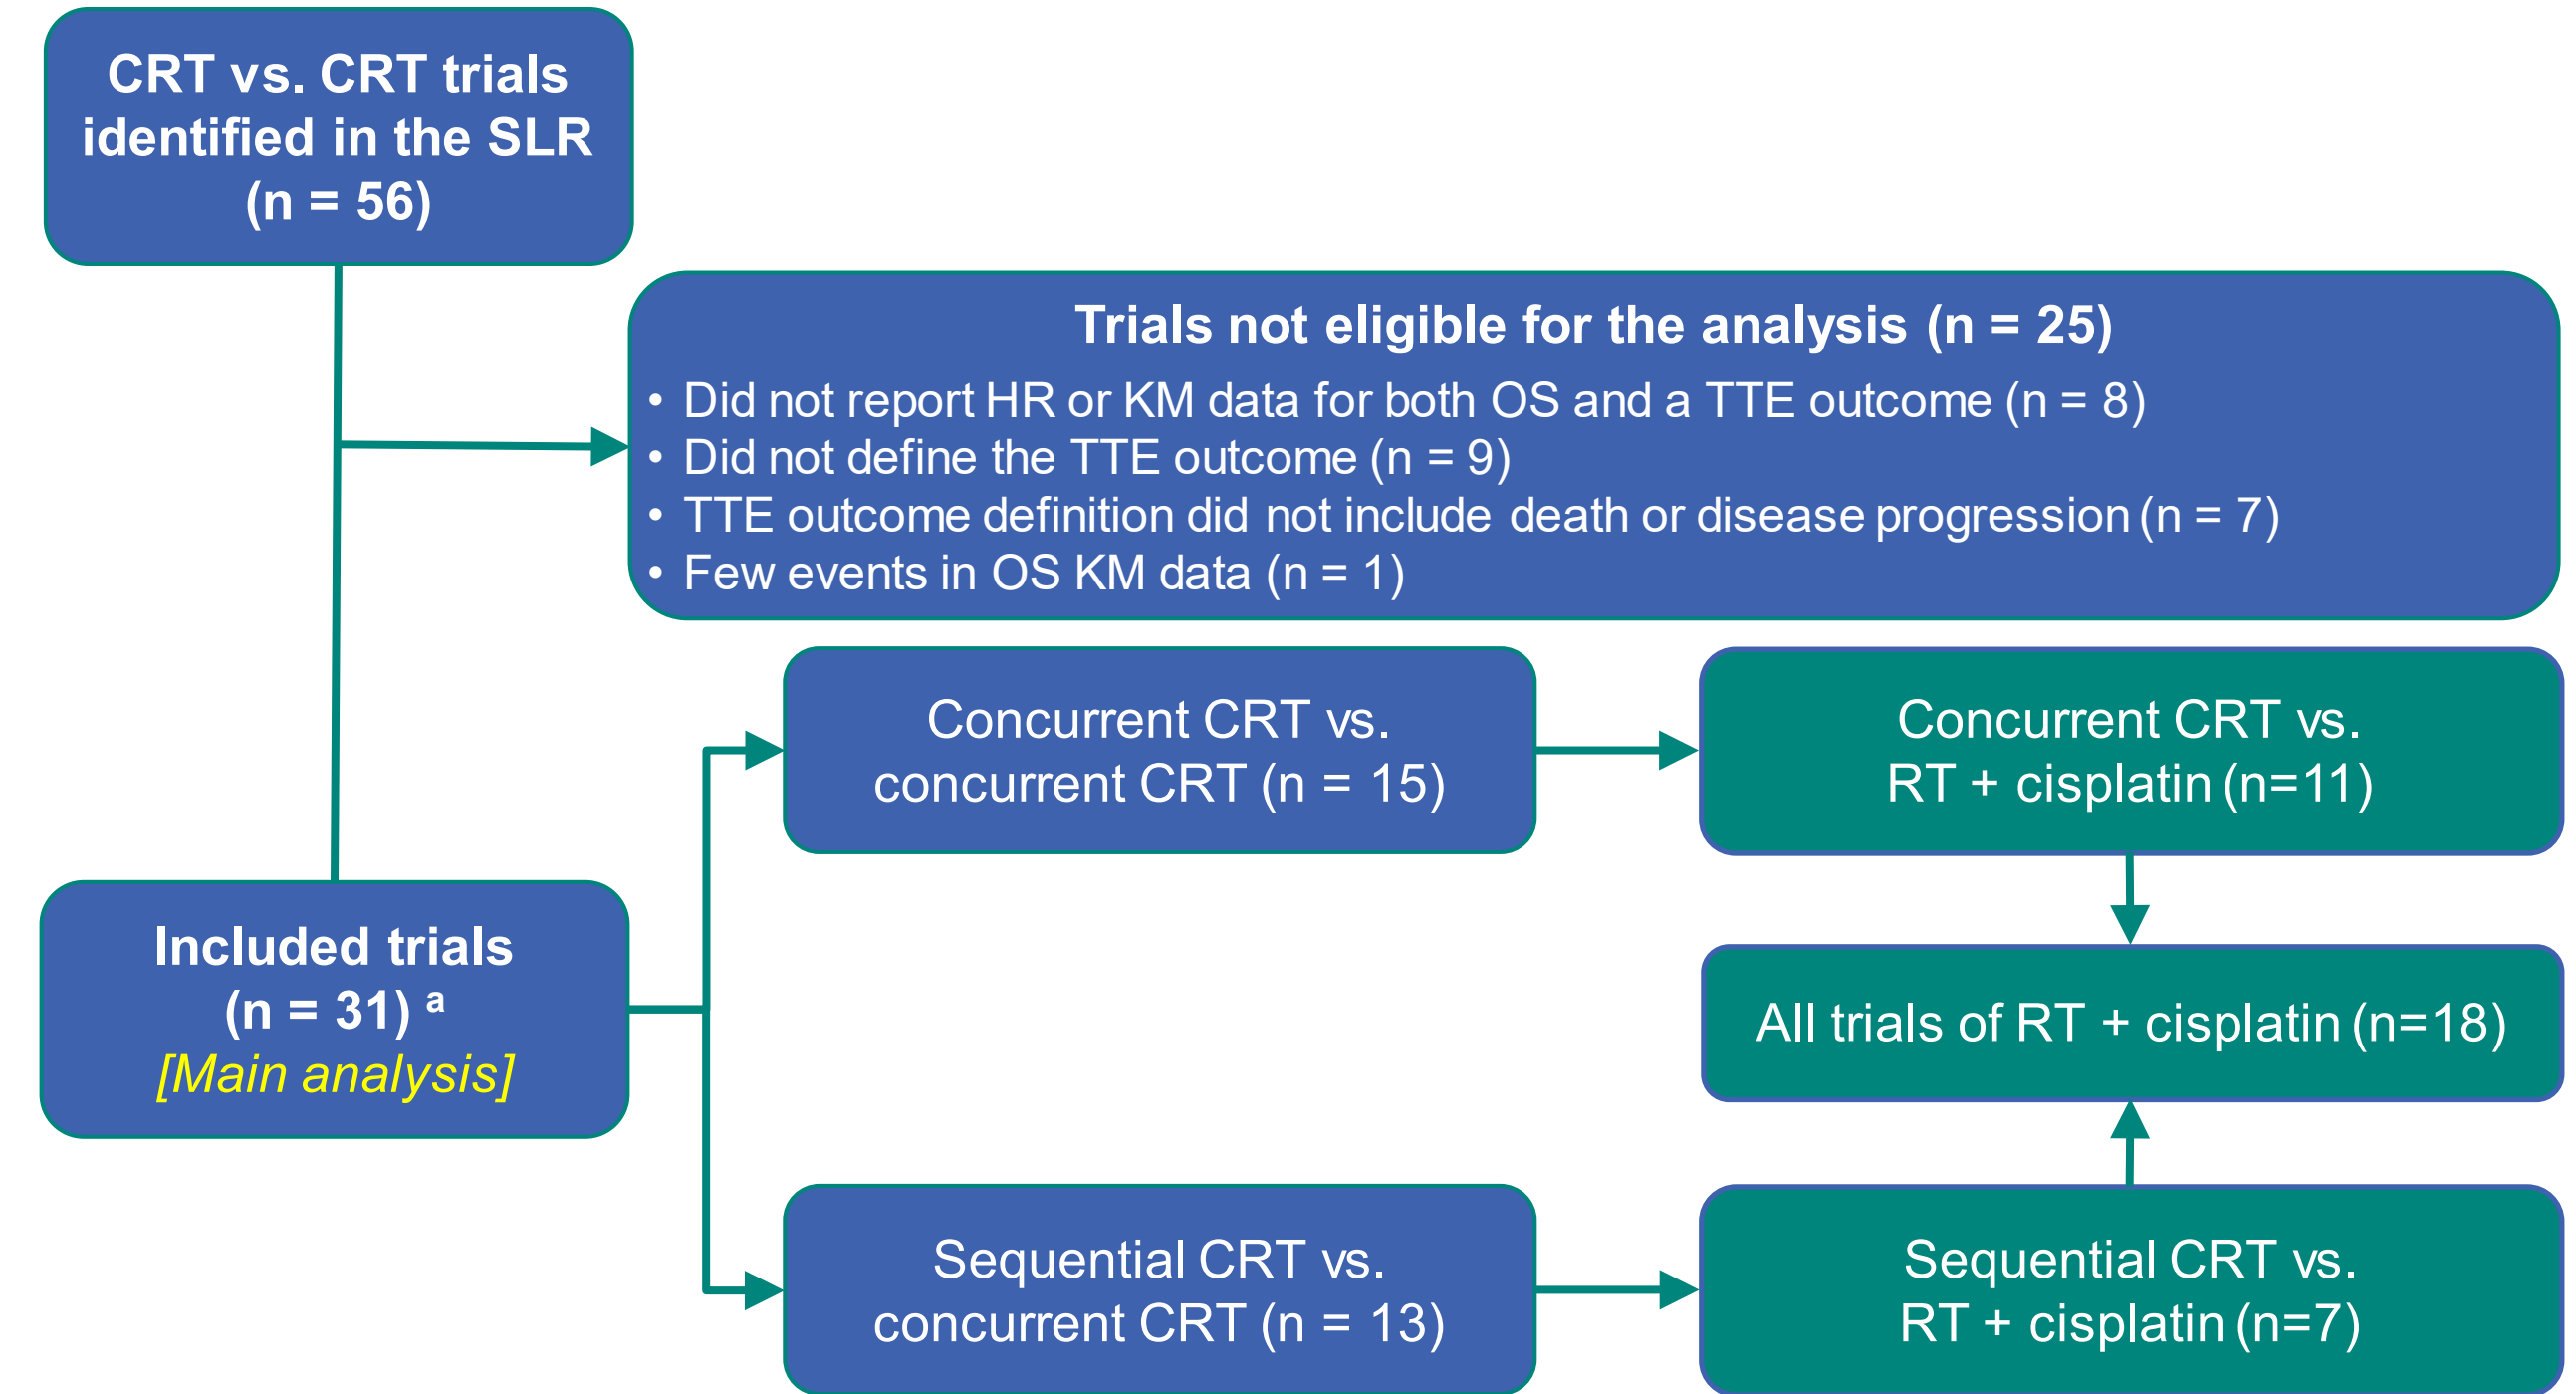 CRT vs. CRT trials
identified in the SLR
(n = 56)
Trials not eligible for the analysis (n = 25)
• Did not report HR or KM data for both OS and a TTE outcome (n = 8)
• Did not define the TTE outcome (n = 9)
• TTE outcome definition did not include death or disease progression (n = 7)
• Few events in OS KM data (n = 1)
Concurrent CRT vs.
concurrent CRT (n = 15)
Concurrent CRT vs.
RT + cisplatin (n=11)
Included trials
(n = 31) a
[Main analysis]
All trials of RT + cisplatin (n=18)
Sequential CRT vs.
concurrent CRT (n = 13)
Sequential CRT vs.
RT + cisplatin (n=7)